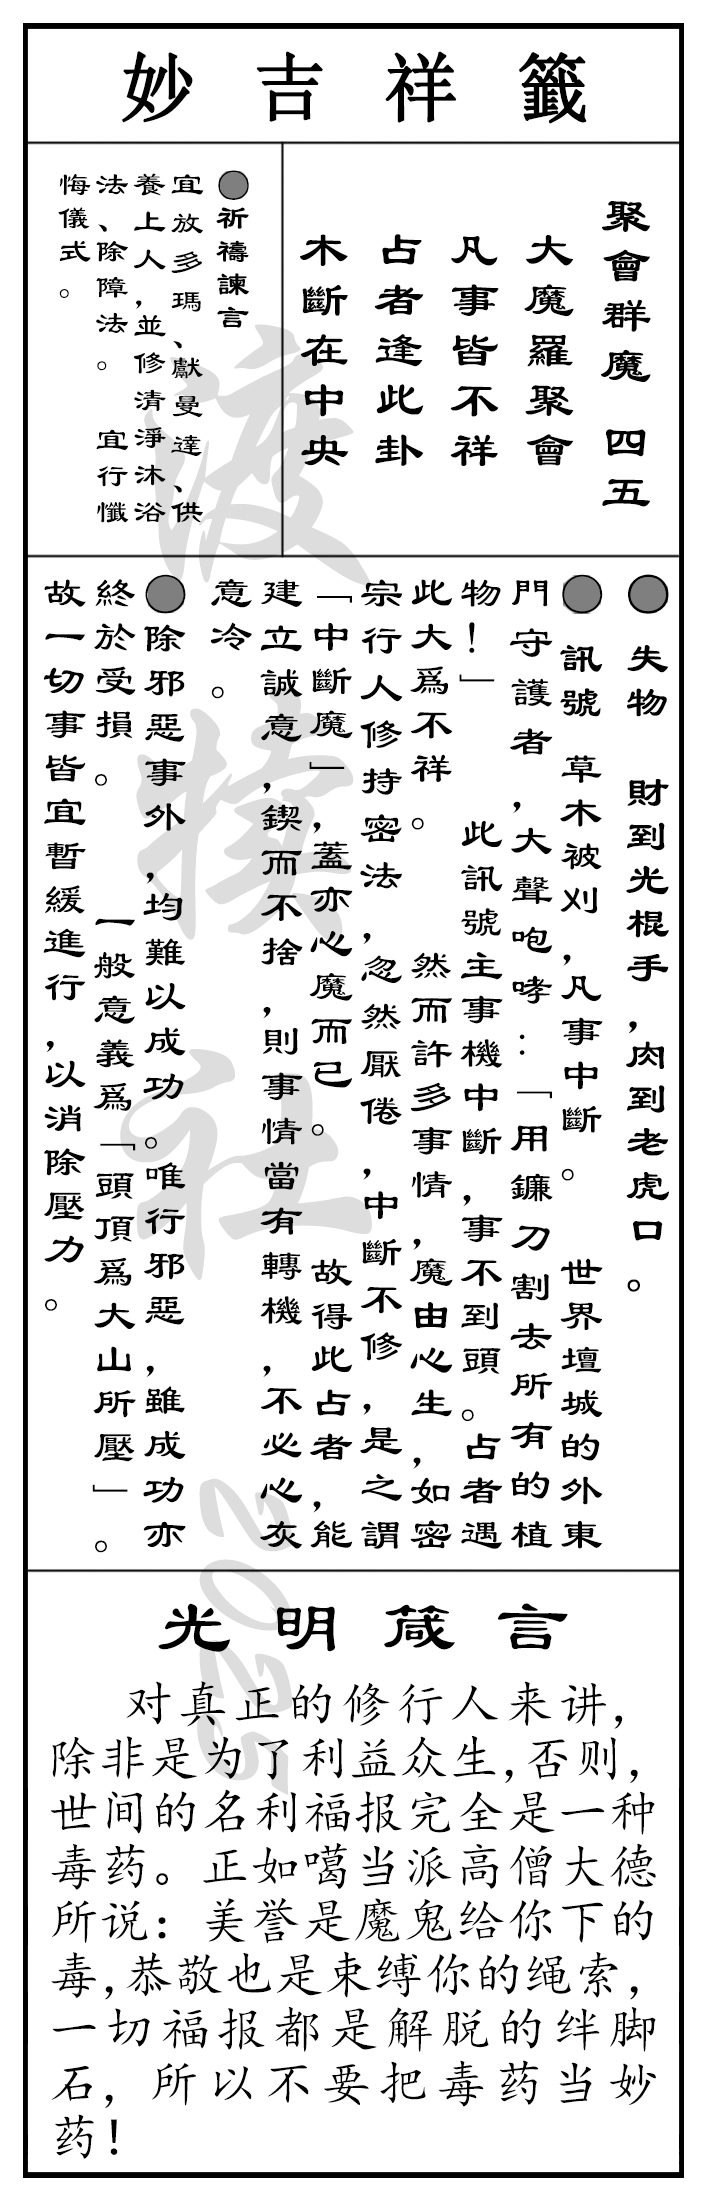 妙吉祥籤
聚會群魔 四五
大魔羅聚會
凡事皆不祥
占者逢此卦
木斷在中央
●祈禱諫言
宜放多瑪、獻曼達、供
養上人，並修清淨沐浴
法、除障法。 宜行懺
悔儀式。
● 失物 財到光棍手，肉到老虎口。
● 訊號 草木被刈，凡事中斷。 世界壇城的外東
門守護者，大聲咆哮：「用鐮刀割去所有的植
物！」 此訊號主事機中斷，事不到頭。占者遇
此大爲不祥。 然而許多事情，魔由心生，如密
宗行人修持密法，忽然厭倦，中斷不修，是之謂
「中斷魔」，蓋亦心魔而已。 故得此占者，能
建立誠意，鍥而不捨，則事情當有轉機，不必心灰
意冷。
●除邪惡事外，均難以成功。唯行邪惡，雖成功亦
終於受損。 一般意義爲「頭頂爲大山所壓」。
故一切事皆宜暫緩進行，以消除壓力。
光明箴言
对真正的修行人来讲，
除非是为了利益众生，否则，
世间的名利福报完全是一种
毒药。正如噶当派高僧大德
所说：美誉是魔鬼给你下的
毒，恭敬也是束缚你的绳索，
一切福报都是解脱的绊脚
石，所以不要把毒药当妙
药！
渡犊社2025